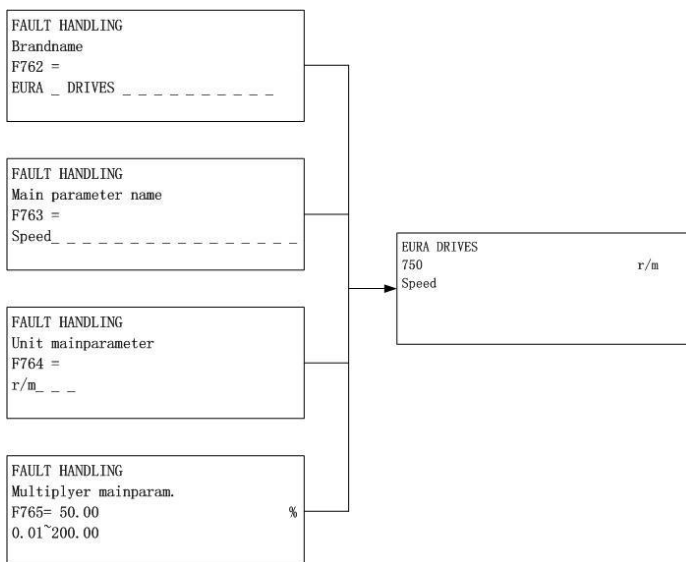 FAULT HANDLING
Brandname
F762 =
EURA _ DRIVES _ _ _ _ _ _ _ _ _ _
FAULT HANDLING
Main parameter name
F763 =
Speed_ _ _ _ _ _ _ _ _ _ _ _ _ _ _ _
FAULT HANDLING
Unit mainparameter
F764 =
r/m_ _ _
FAULT HANDLING
Multiplyer mainparam.
F765= 50.00 %
0.01~200.00
EURA DRIVES
750 r/m
Speed